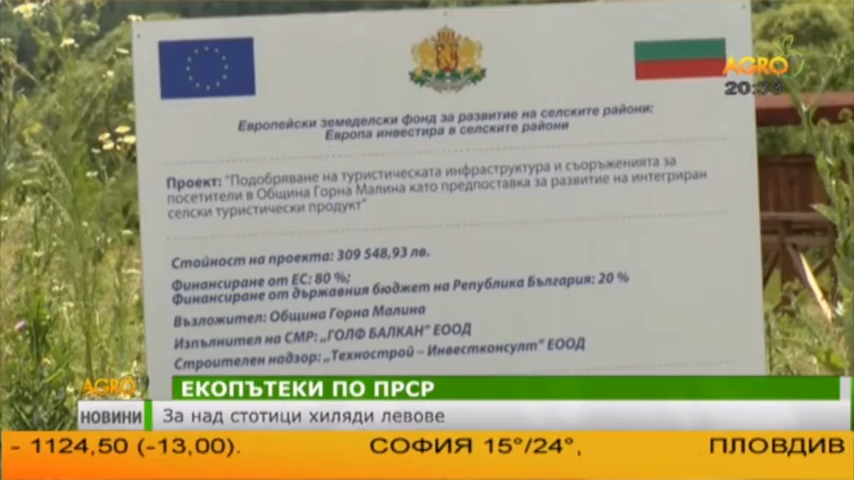 AGRO
Европейски земеделски фонд за развитие на селските райони:
Европа инвестира в селските райони
Проект: "Подобряване на туристическата инфраструктура и съоръженията за
посетители в Община Горна Малина като предпоставка за развитие на интегриран
селски туристически продукт"
Стойност на проекта: 309 548,93 лв.
Финансиране от ЕС: 80 %;
Финансиране от държавния бюджет на Република България: 20 %
Възложител: Община Горна Малина
Изпълнител на СМР: „ГОЛФ БАЛКАН" ЕООД
Строителен надзор: „Технострой – Инвестконсулт" ЕООД
AGRO
ЕКОПЪТЕКИ ПО ПРСР
НОВИНИ
За над стотици хиляди левове
- 1124,50 (-13,00). СОФИЯ 15°/24°, ПЛОВДИВ